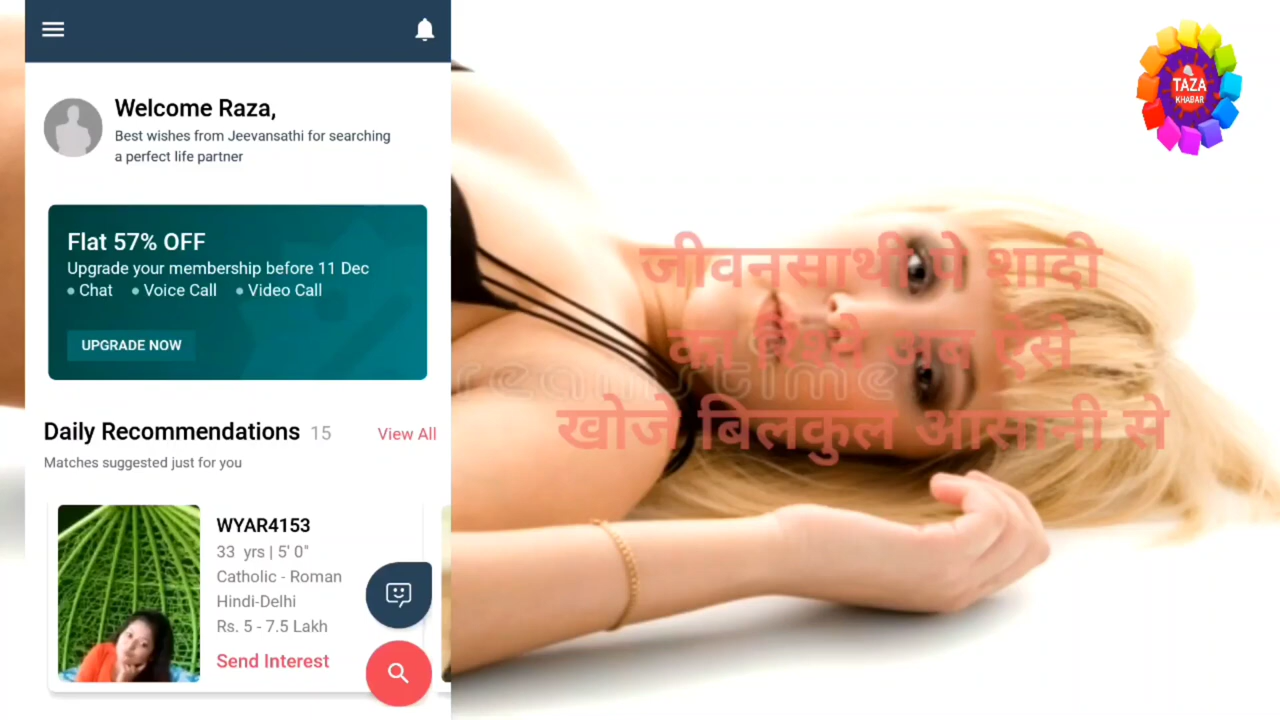 Welcome Raza,
Best wishes from Jeevansathi for searching
a perfect life partner
Flat 57% OFF
Upgrade your membership before 11 Dec
Chat
Voice Call
Video Call
UPGRADE NOW
Daily Recommendations 15
View All
Matches suggested just for you
WYAR4153
33 yrs | 5' 0"
Catholic - Roman
Hindi-Delhi
Rs. 5 - 7.5 Lakh
Send Interest
जीवनसाथी पे शादी
का रिश्ते अब ऐसे
खोजे बिलकुल आसानी से
TAZA
KHABAR